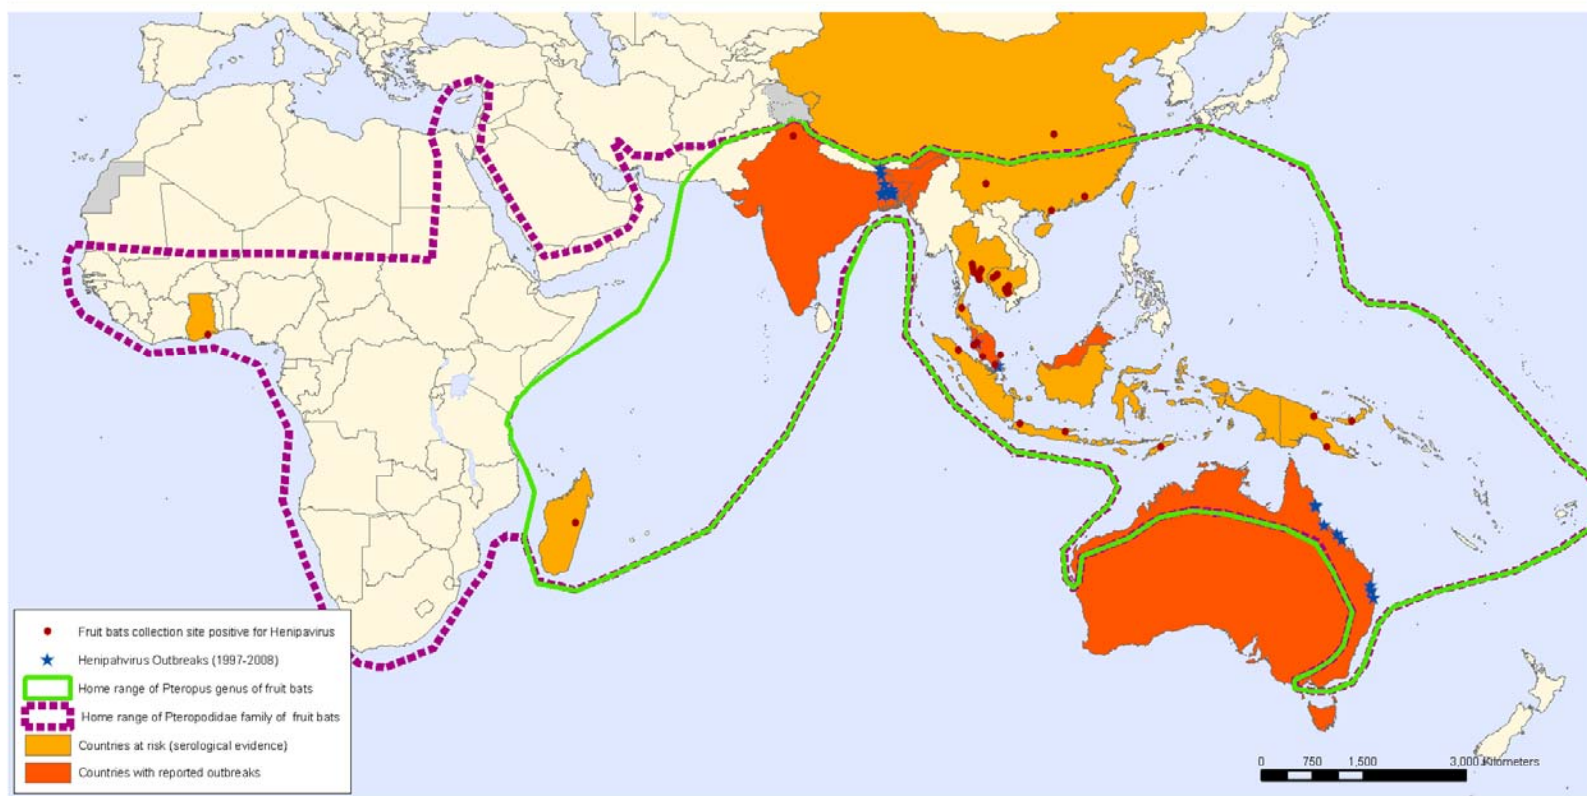 Fruit bats collection site positive for Henipavirus
Henipahvirus Outbreaks (1997-2008)
Home range of Pteropus genus of fruit bats
Home range of Pteropodidae family of fruit bats
Countries at risk (serological evidence)
Countries with reported outbreaks
0 750 1,500 3,000 Kilometers